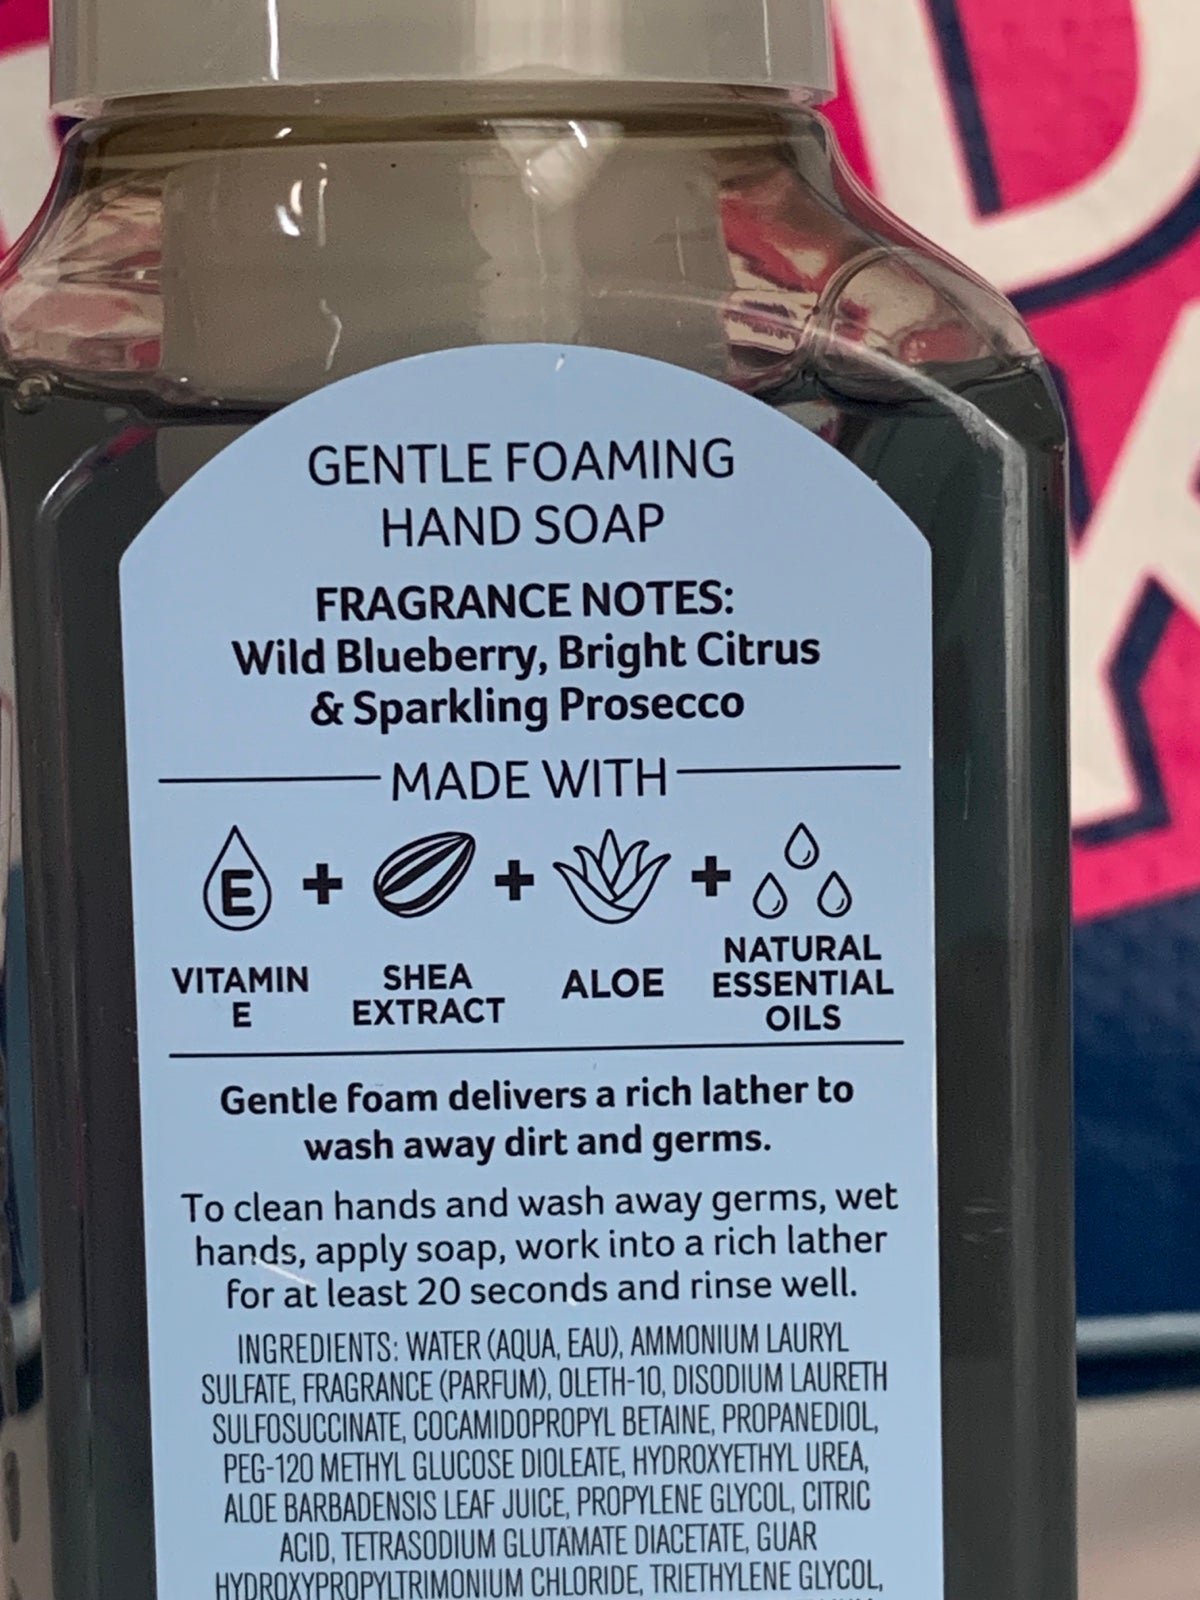 GENTLE FOAMING
HAND SOAP
FRAGRANCE NOTES:
Wild Blueberry, Bright Citrus
& Sparkling Prosecco
MADE WITH
E + + +
VITAMIN
E
SHEA
EXTRACT
ALOE
NATURAL
ESSENTIAL
OILS
Gentle foam delivers a rich lather to
wash away dirt and germs.
To clean hands and wash away germs, wet
hands, apply soap, work into a rich lather
for at least 20 seconds and rinse well.
INGREDIENTS: WATER (AQUA, EAU), AMMONIUM LAURYL
SULFATE, FRAGRANCE (PARFUM), OLETH-10, DISODIUM LAURETH
SULFOSUCCINATE, COCAMIDOPROPYL BETAINE, PROPANEDIOL,
PEG-120 METHYL GLUCOSE DIOLEATE, HYDROXYETHYL UREA,
ALOE BARBADENSIS LEAF JUICE, PROPYLENE GLYCOL, CITRIC
ACID, TETRASODIUM GLUTAMATE DIACETATE, GUAR
HYDROXYPROPYLTRIMONIUM CHLORIDE, TRIETHYLENE GLYCOL,